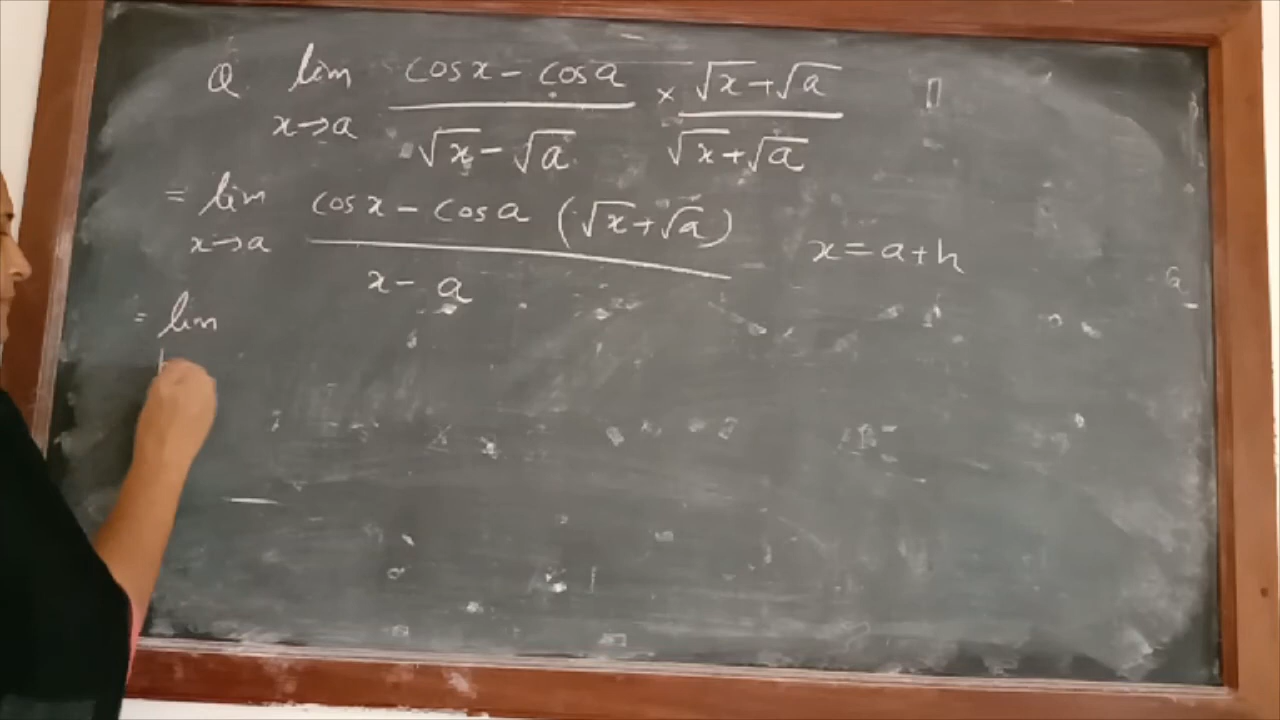 Q. lim cos x - cos a × √x + √a
x→a √x - √a √x + √a
= lim cos x - cos a (√x + √a)
x→a x - a
x = a + h
= lim